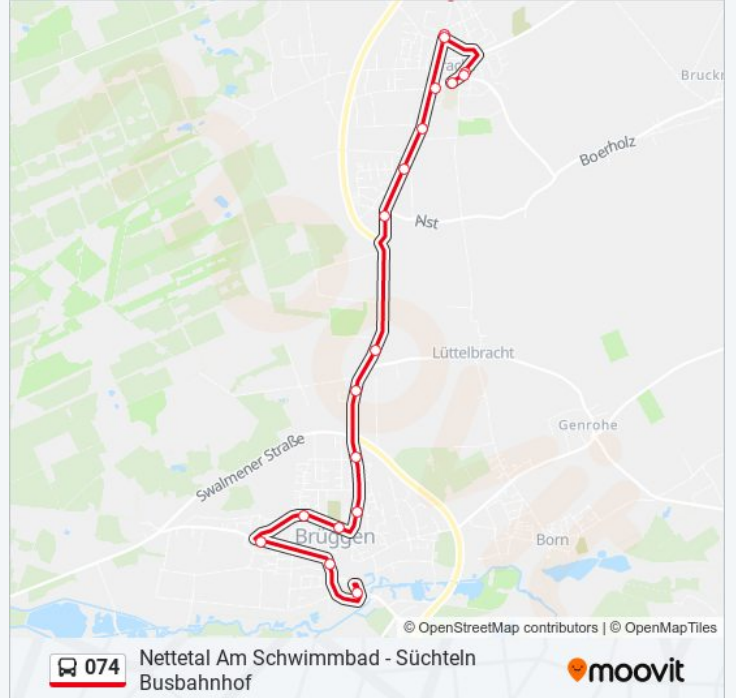 Bruckr
Boerholz
Nst
Lüttelbracht
Genrohe
Swalmener Straße
Brüggen
Born
© OpenStreetMap contributors | © OpenMapTiles
074
Nettetal Am Schwimmbad - Süchteln
Busbahnhof
moovit